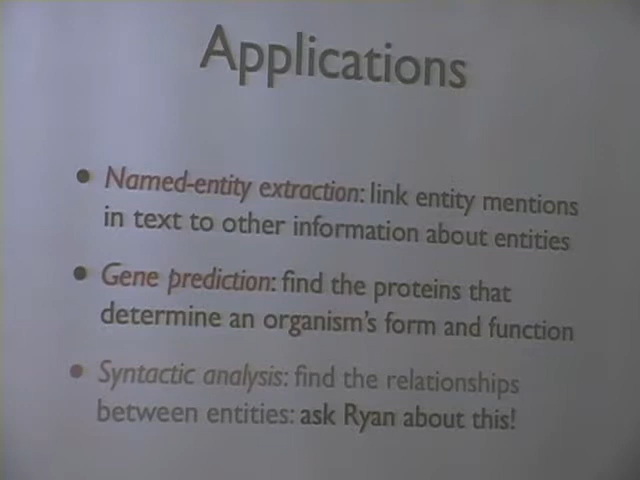 Applications
• Named-entity extraction: link entity mentions
in text to other information about entities
• Gene prediction: find the proteins that
determine an organism's form and function
• Syntactic analysis: find the relationships
between entities: ask Ryan about this!